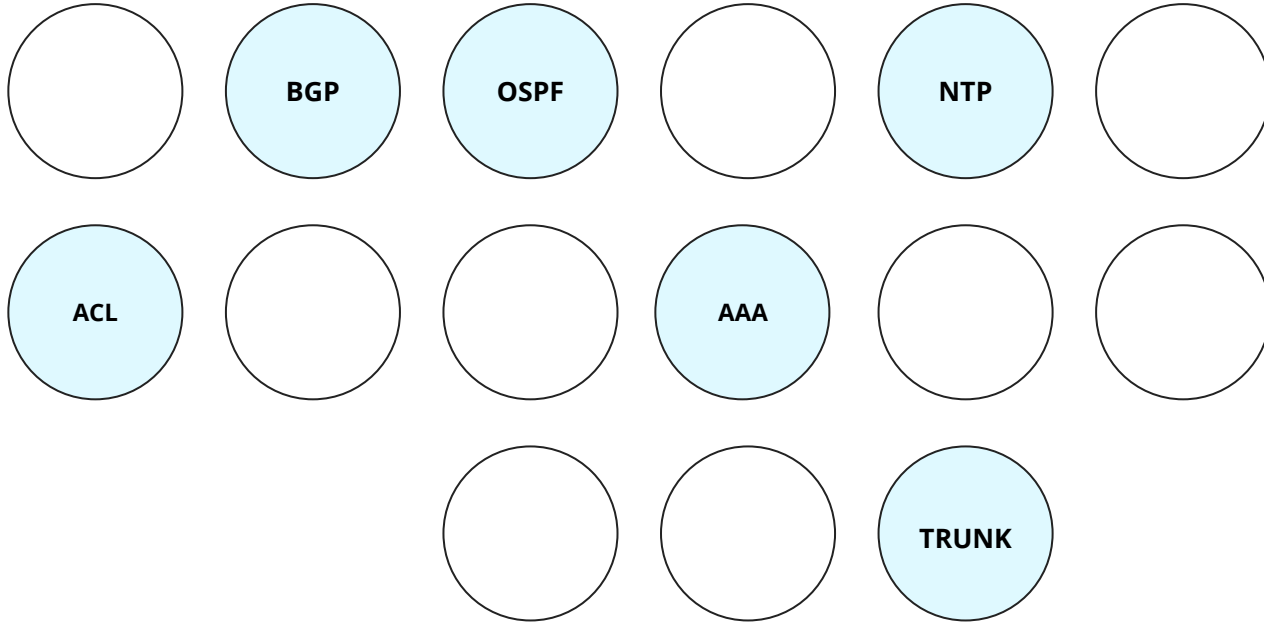 BGP
OSPF
NTP
ACL
AAA
TRUNK